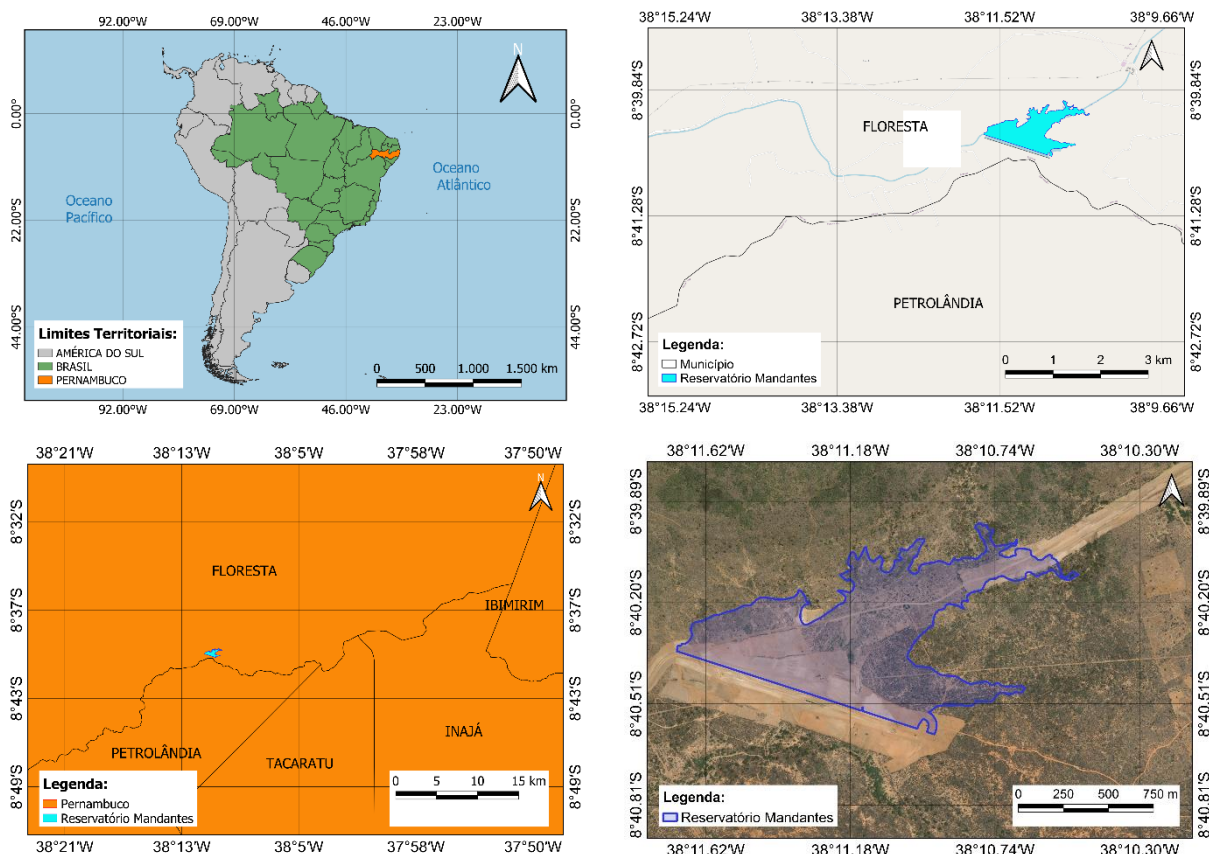 92.00°W 69.00°W 46.00°W 23.00°W
N
0.00°
0.00°
Oceano
Atlântico
Oceano
Pacífico
22.00°S
22.00°S
44.00°S
44.00°S
Limites Territoriais:
AMÉRICA DO SUL
BRASIL
PERNAMBUCO
0 500 1.000 1.500 km
92.00°W 69.00°W 46.00°W 23.00°W
38°15.24'W 38°13.38'W 38°11.52'W 38°9.66'W
8°39.84'S
8°39.84'S
FLORESTA
8°41.28'S
8°41.28'S
PETROLÂNDIA
8°42.72'S
8°42.72'S
Legenda:
Município
Reservatório Mandantes
0 1 2 3 km
38°15.24'W 38°13.38'W 38°11.52'W 38°9.66'W
38°21'W 38°13'W 38°5'W 37°58'W 37°50'W
N
8°32'S
8°32'S
FLORESTA
8°37'S
8°37'S
IBIMIRIM
8°43'S
8°43'S
INAJÁ
PETROLÂNDIA
TACARATU
8°49'S
8°49'S
Legenda:
Pernambuco
Reservatório Mandantes
0 5 10 15 km
38°21'W 38°13'W 38°5'W 37°58'W 37°50'W
38°11.62'W 38°11.18'W 38°10.74'W 38°10.30'W
8°39.89'S
8°39.89'S
8°40.20'S
8°40.20'S
8°40.51'S
8°40.51'S
8°40.81'S
8°40.81'S
Legenda:
Reservatório Mandantes
0 250 500 750 m
38°11.62'W 38°11.18'W 38°10.74'W 38°10.30'W